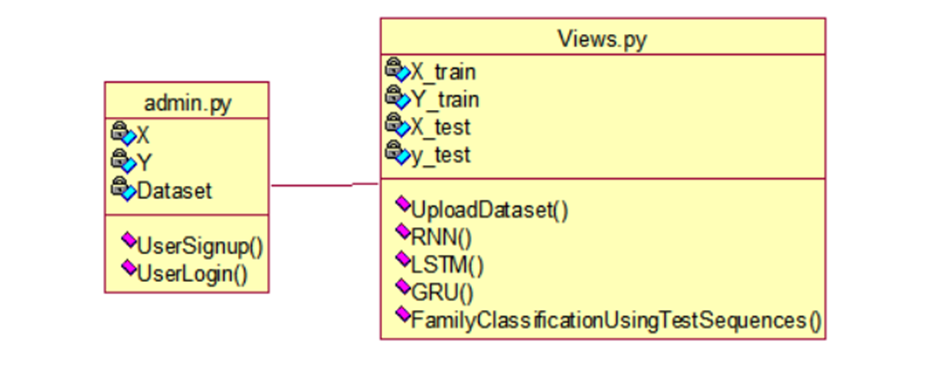 admin.py
X
Y
Dataset
UserSignup()
UserLogin()
Views.py
X_train
Y_train
X_test
y_test
UploadDataset()
RNN()
LSTM()
GRU()
FamilyClassificationUsingTestSequences()